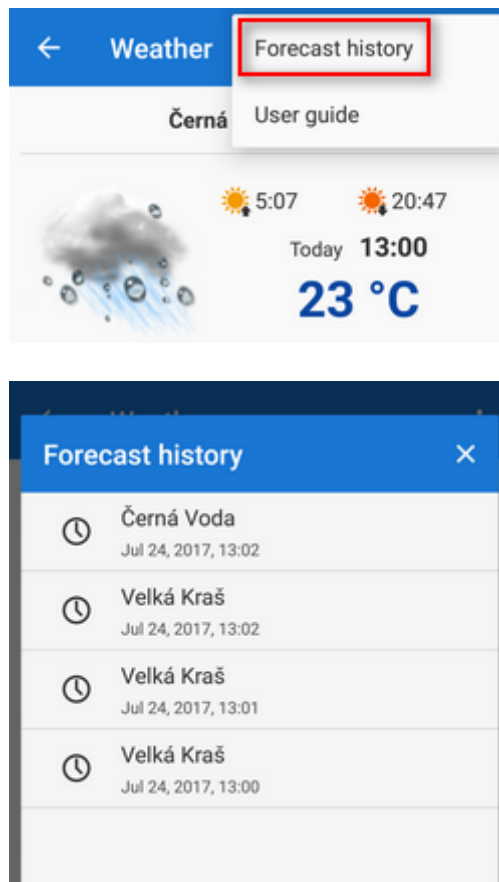 Weather
Forecast history
User guide
Černá
5:07
20:47
Today 13:00
23 °C
Forecast history
Černá Voda
Jul 24, 2017, 13:02
Velká Kraš
Jul 24, 2017, 13:02
Velká Kraš
Jul 24, 2017, 13:01
Velká Kraš
Jul 24, 2017, 13:00